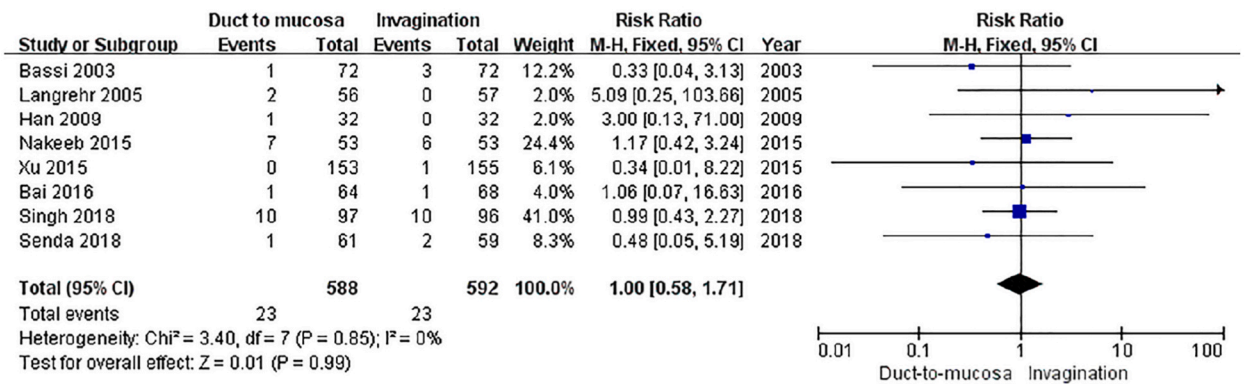 Duct to mucosa Invagination Risk Ratio Risk Ratio
Study or Subgroup Events Total Events Total Weight M-H, Fixed, 95% CI Year M-H, Fixed, 95% CI
Bassi 2003 1 72 3 72 12.2% 0.33 [0.04, 3.13] 2003
Langrehr 2005 2 56 0 57 2.0% 5.09 [0.25, 103.66] 2005
Han 2009 1 32 0 32 2.0% 3.00 [0.13, 71.00] 2009
Nakeeb 2015 7 53 6 53 24.4% 1.17 [0.42, 3.24] 2015
Xu 2015 0 153 1 155 6.1% 0.34 [0.01, 8.22] 2015
Bai 2016 1 64 1 68 4.0% 1.06 [0.07, 16.63] 2016
Singh 2018 10 97 10 96 41.0% 0.99 [0.43, 2.27] 2018
Senda 2018 1 61 2 59 8.3% 0.48 [0.05, 5.19] 2018
Total (95% CI) 588 592 100.0% 1.00 [0.58, 1.71]
Total events 23 23
Heterogeneity: Chi² = 3.40, df = 7 (P = 0.85); I² = 0%
Test for overall effect: Z = 0.01 (P = 0.99)
0.01 0.1 1 10 100
Duct-to-mucosa Invagination